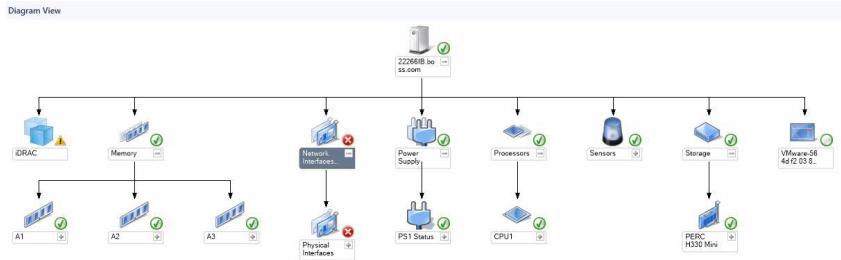 Diagram View
22266IB.bo
ss.com
iDRAC
Memory
Network
Interfaces...
Power
Supply
Processors
Sensors
Storage
VMware-56
4d f2 03 8...
A1
A2
A3
Physical
Interfaces
PS1 Status
CPU1
PERC
H330 Mini